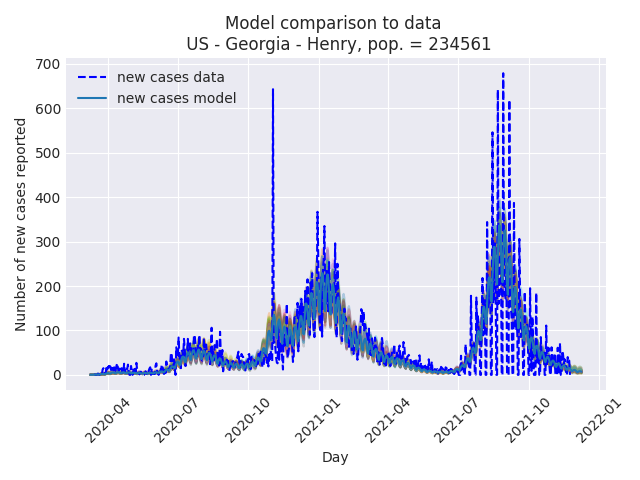 Model comparison to data
US - Georgia - Henry, pop. = 234561
new cases data
new cases model
Number of new cases reported
700
600
500
400
300
200
100
0
2020-04
2020-07
2020-10
2021-01
2021-04
2021-07
2021-10
2022-01
Day